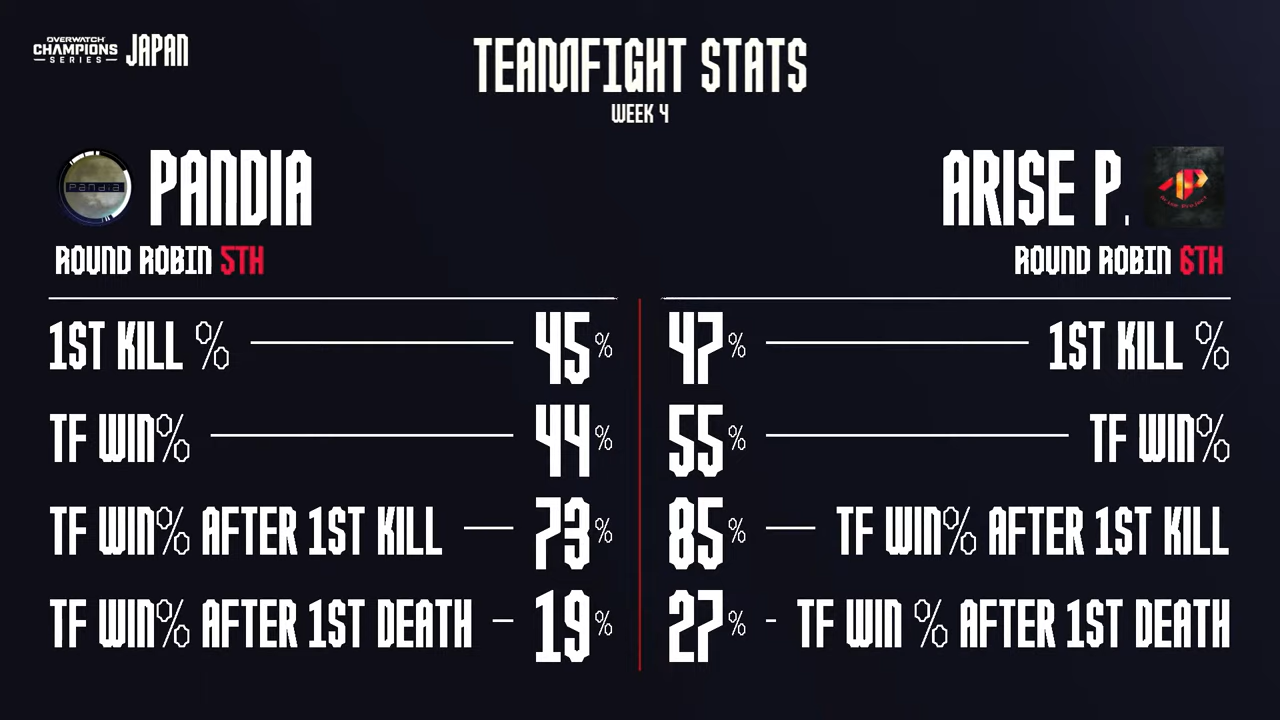 OVERWATCH
CHAMPIONS
SERIES
JAPAN
TEAMFIGHT STATS
WEEK 4
Pandia
PANDIA
ARISE P.
ROUND ROBIN 5TH
ROUND ROBIN 6TH
1ST KILL % 45% 47% 1ST KILL %
TF WIN% 44% 55% TF WIN%
TF WIN% AFTER 1ST KILL 73% 85% TF WIN% AFTER 1ST KILL
TF WIN% AFTER 1ST DEATH 19% 27% TF WIN % AFTER 1ST DEATH